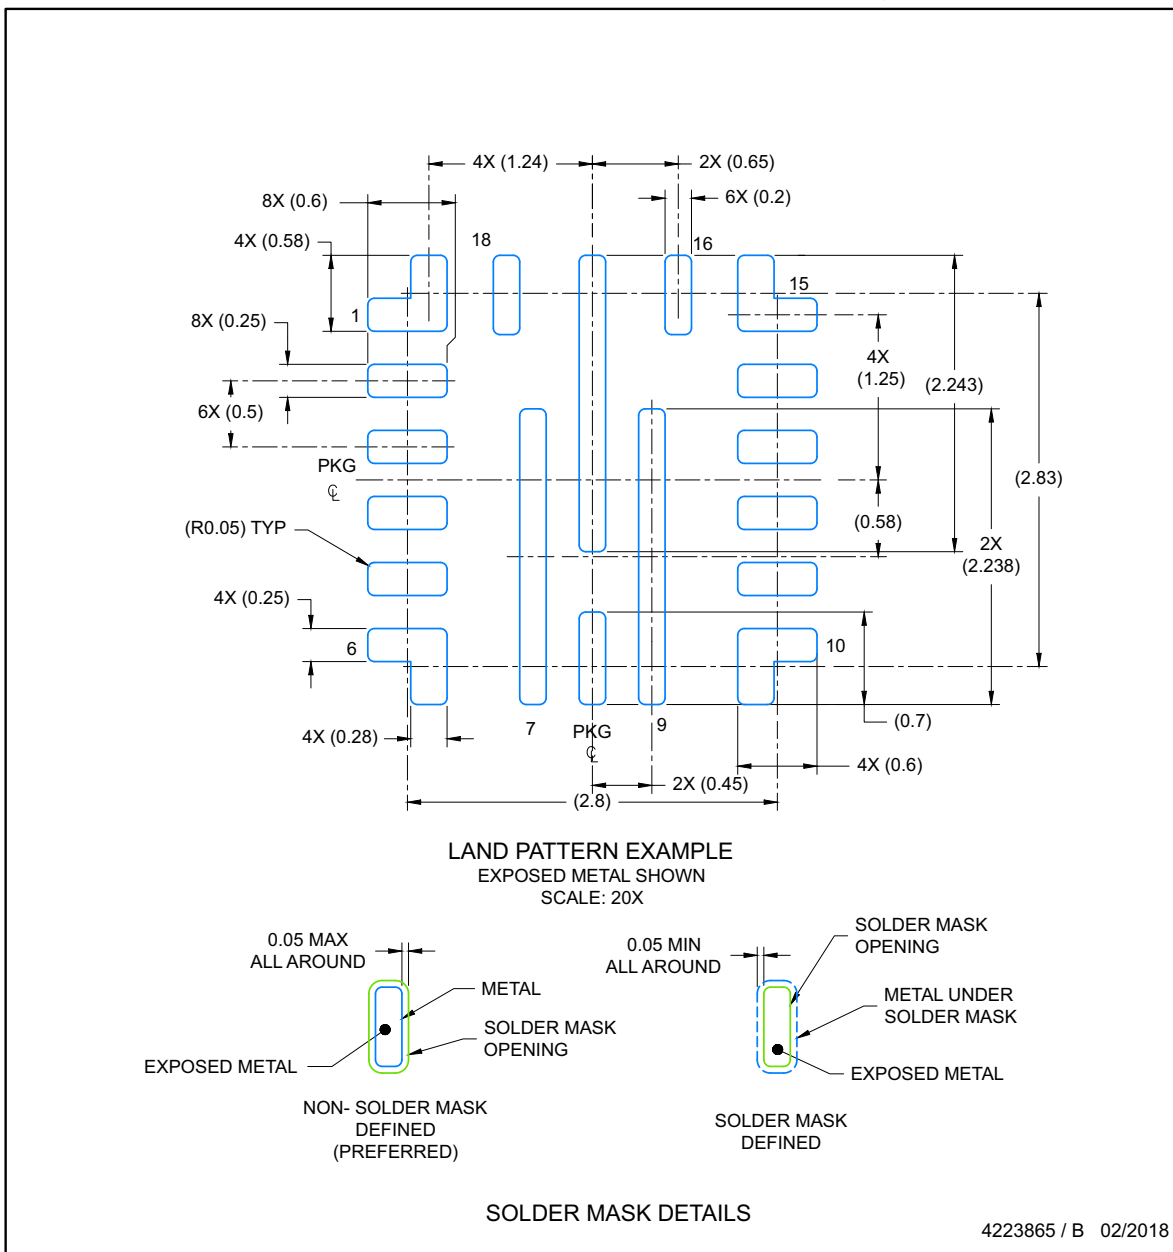 4X (1.24)
2X (0.65)
8X (0.6)
6X (0.2)
4X (0.58)
18
16
15
1
8X (0.25)
4X
(1.25)
(2.243)
6X (0.5)
PKG
℄
(2.83)
(R0.05) TYP
(0.58)
2X
(2.238)
4X (0.25)
6
10
(0.7)
4X (0.28)
7
PKG
℄
9
4X (0.6)
2X (0.45)
(2.8)
LAND PATTERN EXAMPLE
EXPOSED METAL SHOWN
SCALE: 20X
0.05 MAX
ALL AROUND
METAL
SOLDER MASK
OPENING
EXPOSED METAL
NON- SOLDER MASK
DEFINED
(PREFERRED)
0.05 MIN
ALL AROUND
SOLDER MASK
OPENING
METAL UNDER
SOLDER MASK
EXPOSED METAL
SOLDER MASK
DEFINED
SOLDER MASK DETAILS
4223865 / B 02/2018